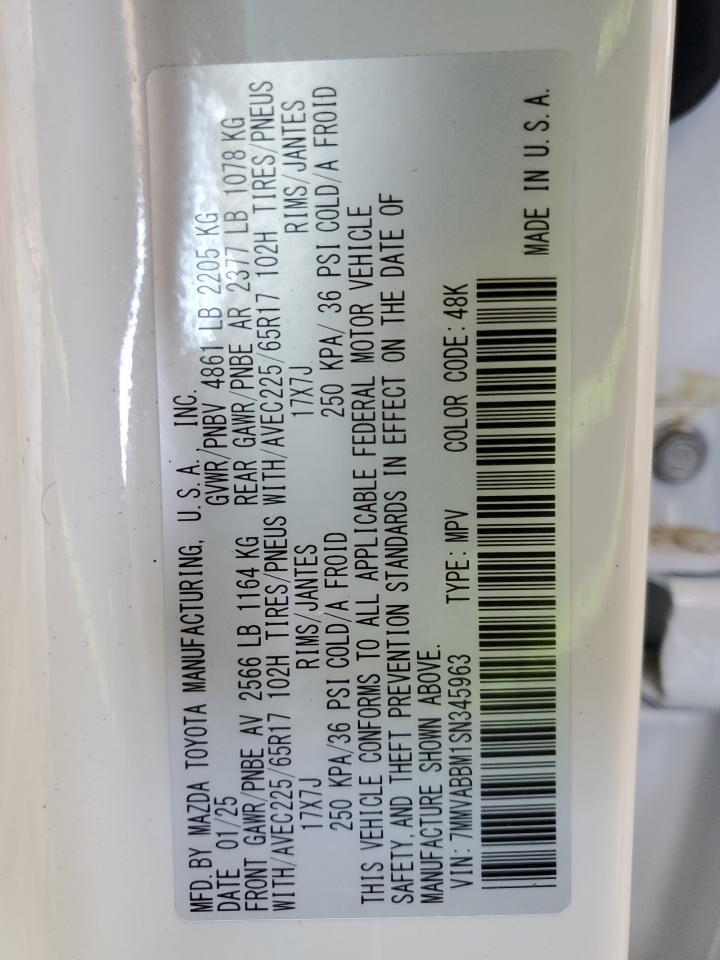 MFD. BY MAZDA TOYOTA MANUFACTURING, U.S.A. INC.
DATE 01/25 GVWR/PNBV 4861 LB 2205 KG
FRONT GAWR/PNBE AV 2566 LB 1164 KG REAR GAWR/PNBE AR 2377 LB 1078 KG
WITH/AVEC225/65R17 102H TIRES/PNEUS WITH/AVEC225/65R17 102H TIRES/PNEUS
17X7J RIMS/JANTES 17X7J RIMS/JANTES
250 KPA/36 PSI COLD/A FROID 250 KPA/ 36 PSI COLD/A FROID
THIS VEHICLE CONFORMS TO ALL APPLICABLE FEDERAL MOTOR VEHICLE
SAFETY, AND THEFT PREVENTION STANDARDS IN EFFECT ON THE DATE OF
MANUFACTURE SHOWN ABOVE.
VIN: 7MMVABBM1SN345963 TYPE: MPV COLOR CODE: 48K
MADE IN U.S.A.